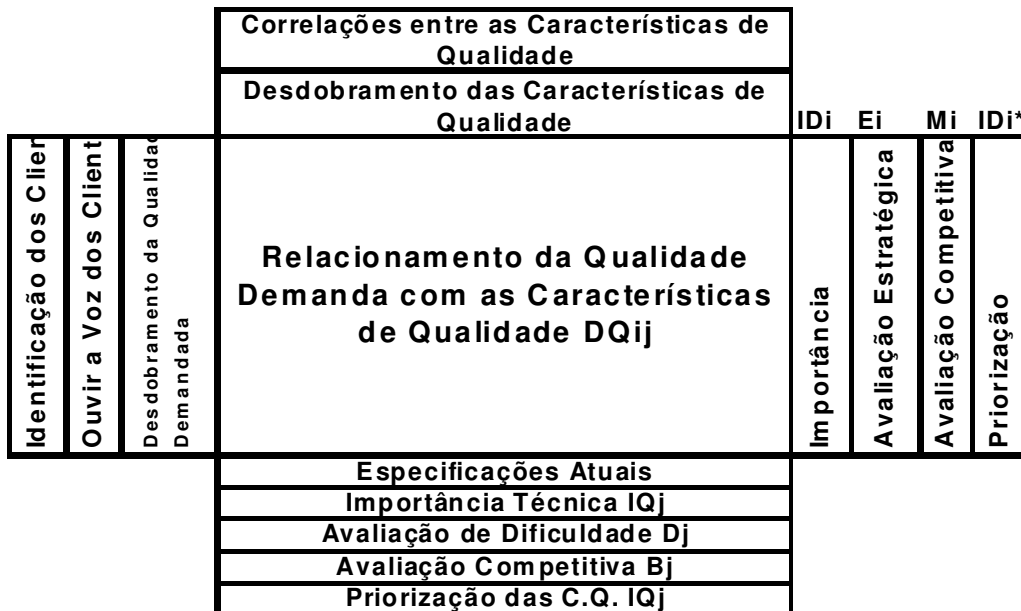 Correlações entre as Características de
Qualidade
Desdobramento das Características de
Qualidade
IDi Ei Mi IDi*
Identificação dos Clien
Ouvir a Voz dos Client
Desdobramento da Qualidad
Demandada
Relacionamento da Qualidade
Demanda com as Características
de Qualidade DQij
Importância
Avaliação Estratégica
Avaliação Competitiva
Priorização
Especificações Atuais
Importância Técnica IQj
Avaliação de Dificuldade Dj
Avaliação Competitiva Bj
Priorização das C.Q. IQj